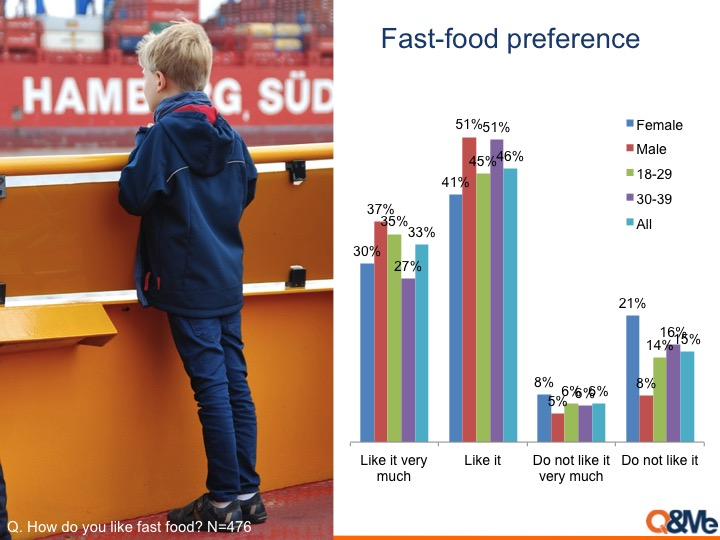 Fast-food preference
HAMBURG SÜD
51%
51%
45%
46%
41%
37%
35%
33%
30%
27%
21%
16%
15%
14%
8%
8%
5%
6%
6%
6%
Female
Male
18-29
30-39
All
Like it very
much
Like it
Do not like it
very much
Do not like it
Q. How do you like fast food? N=476
Q&Me